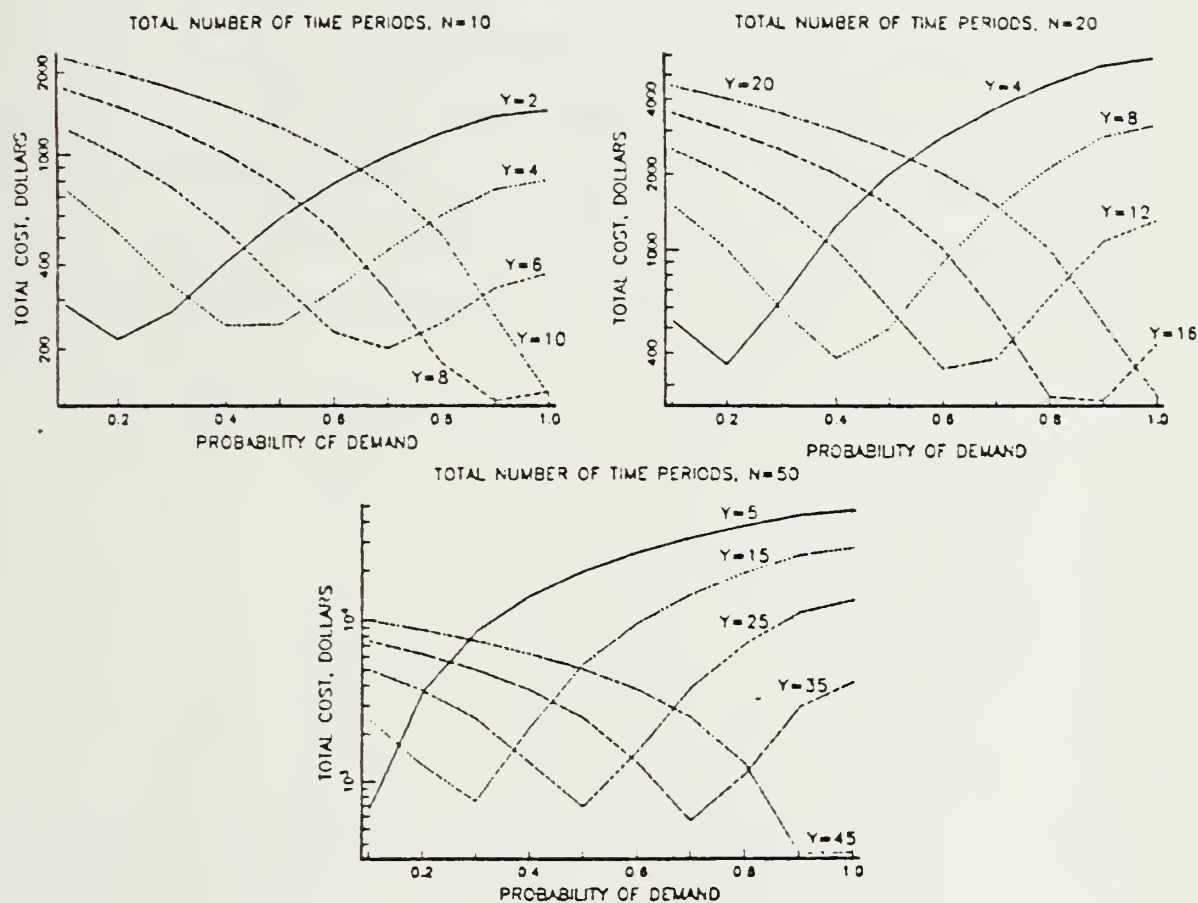 TOTAL NUMBER OF TIME PERIODS, N=10
TOTAL COST, DOLLARS
2000
1000
400
200
Y=2
Y=4
Y=6
Y=10
Y=8
0.2 0.4 0.6 0.8 1.0
PROBABILITY OF DEMAND
TOTAL NUMBER OF TIME PERIODS, N=20
TOTAL COST, DOLLARS
4000
2000
1000
400
Y=20
Y=4
Y=8
Y=12
Y=16
0.2 0.4 0.6 0.8 1.0
PROBABILITY OF DEMAND
TOTAL NUMBER OF TIME PERIODS, N=50
TOTAL COST, DOLLARS
10⁴
10³
Y=5
Y=15
Y=25
Y=35
Y=45
0.2 0.4 0.6 0.8 1.0
PROBABILITY OF DEMAND